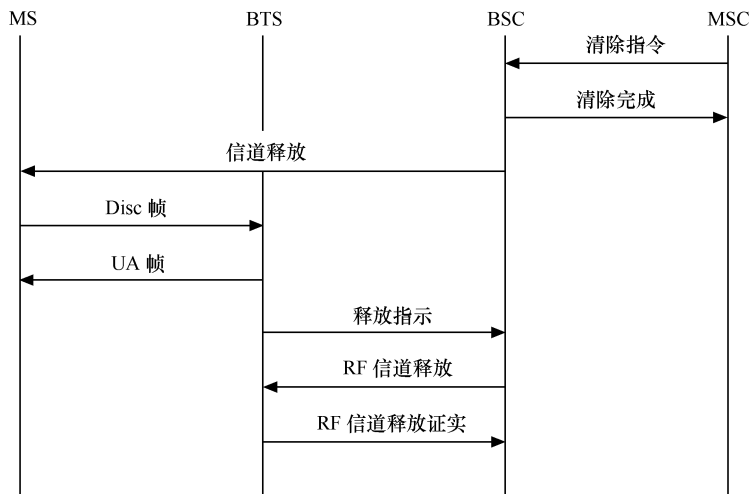 MS BTS BSC MSC
清除指令
清除完成
信道释放
Disc 帧
UA 帧
释放指示
RF 信道释放
RF 信道释放证实